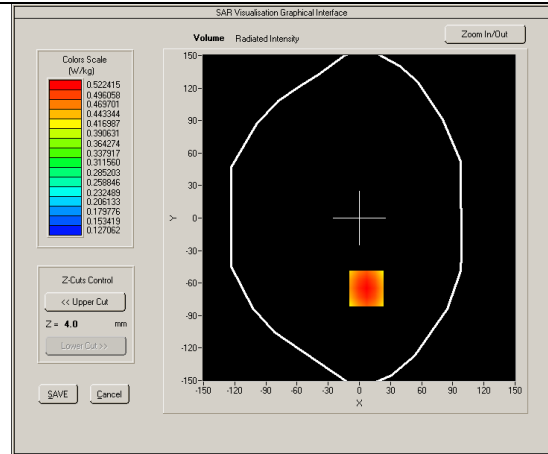 SAR Visualisation Graphical Interface
Volume Radiated Intensity
Zoom In/Out
Colors Scale
(W/kg)
0.522415
0.496058
0.469701
0.443344
0.416987
0.390631
0.364274
0.337917
0.311560
0.285203
0.258846
0.232489
0.206133
0.179776
0.153419
0.127062
Z-Cuts Control
<< Upper Cut
Z = 4.0 mm
Lower Cut >>
SAVE Cancel
150
120
90
60
30
0
-30
-60
-90
-120
-150
Y
-150 -120 -90 -60 -30 0 30 60 90 120 150
X